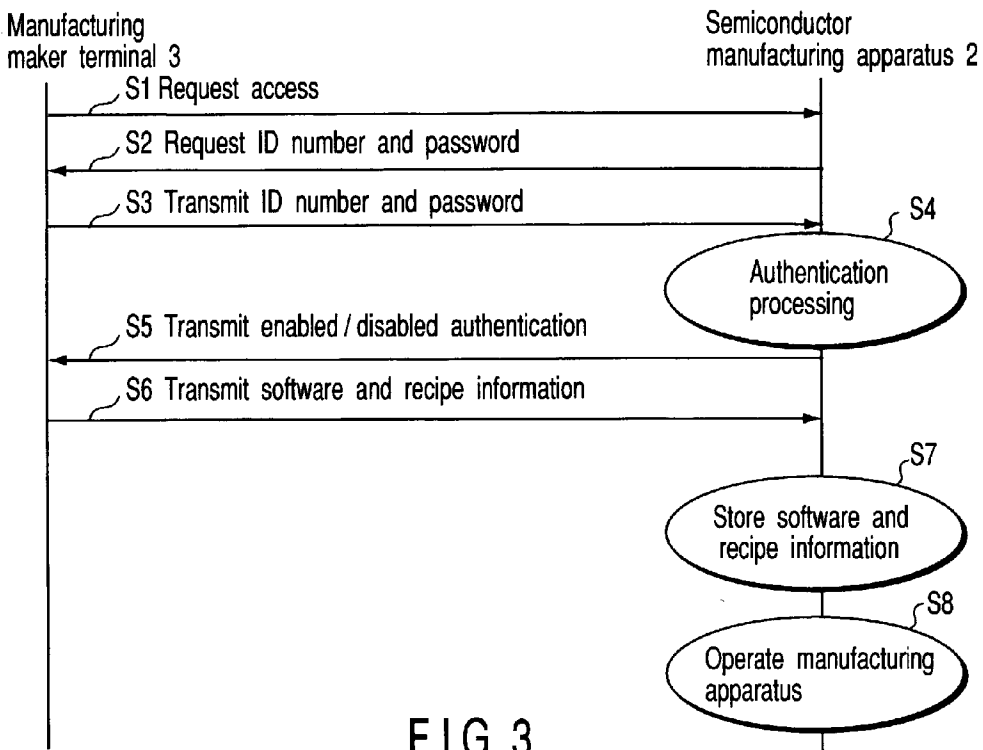 Manufacturing
maker terminal 3
Semiconductor
manufacturing apparatus 2
S1 Request access
S2 Request ID number and password
S3 Transmit ID number and password
S4
Authentication
processing
S5 Transmit enabled / disabled authentication
S6 Transmit software and recipe information
S7
Store software and
recipe information
S8
Operate manufacturing
apparatus
FIG. 3